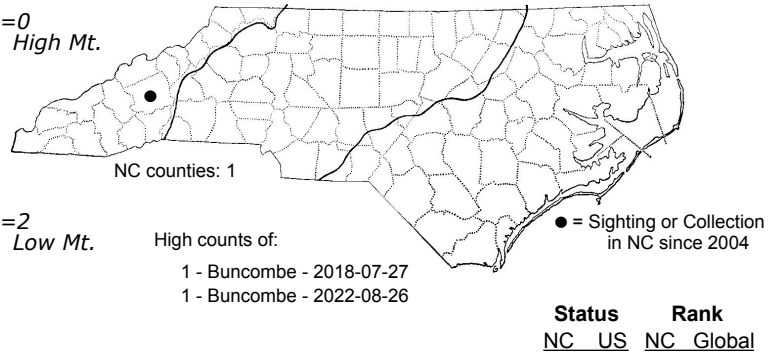 =0
High Mt.
NC counties: 1
=2
Low Mt.
High counts of:
1 - Buncombe - 2018-07-27
1 - Buncombe - 2022-08-26
● = Sighting or Collection
in NC since 2004
Status Rank
NC US NC Global